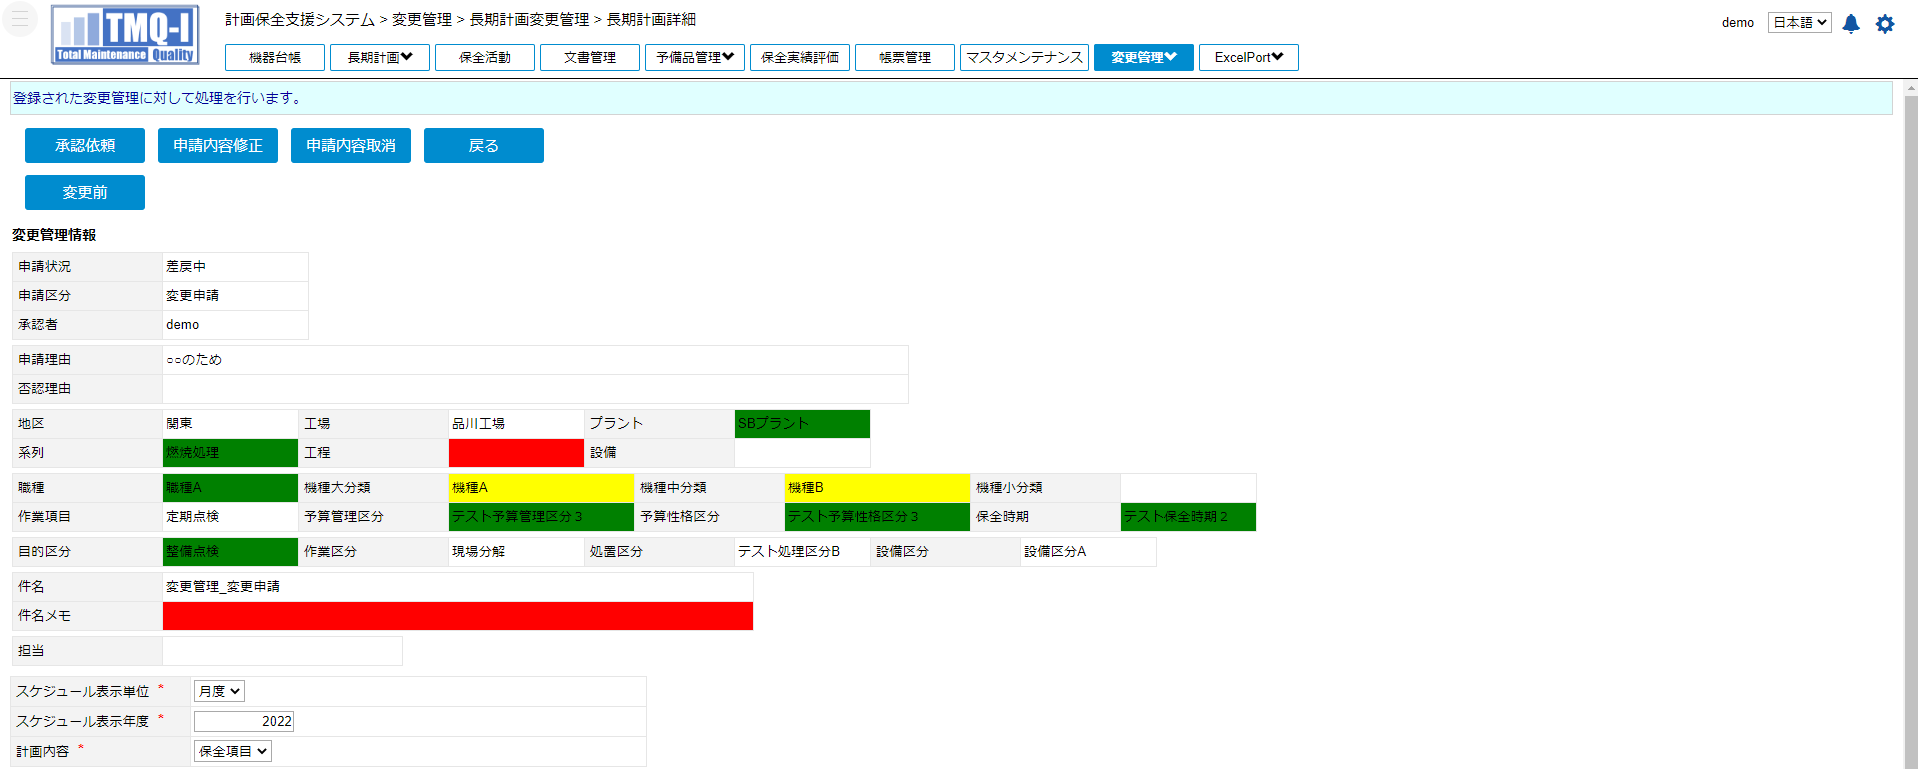 TMQ-I
Total Maintenance Quality
計画保全支援システム > 変更管理 > 長期計画変更管理 > 長期計画詳細
demo 日本語
機器台帳 長期計画 保全活動 文書管理 予備品管理 保全実績評価 帳票管理 マスタメンテナンス 変更管理 ExcelPort
登録された変更管理に対して処理を行います。
承認依頼 申請内容修正 申請内容取消 戻る
変更前
変更管理情報
申請状況 差戻中
申請区分 変更申請
承認者 demo
申請理由 ○○のため
否認理由
地区 関東 工場 品川工場 プラント SBプラント
系列 燃焼処理 工程 設備
職種 職種A 機種大分類 機種A 機種中分類 機種B 機種小分類
作業項目 定期点検 予算管理区分 テスト予算管理区分３ 予算性格区分 テスト予算性格区分３ 保全時期 テスト保全時期２
目的区分 整備点検 作業区分 現場分解 処置区分 テスト処理区分B 設備区分 設備区分A
件名 変更管理_変更申請
件名メモ
担当
スケジュール表示単位 * 月度
スケジュール表示年度 * 2022
計画内容 * 保全項目